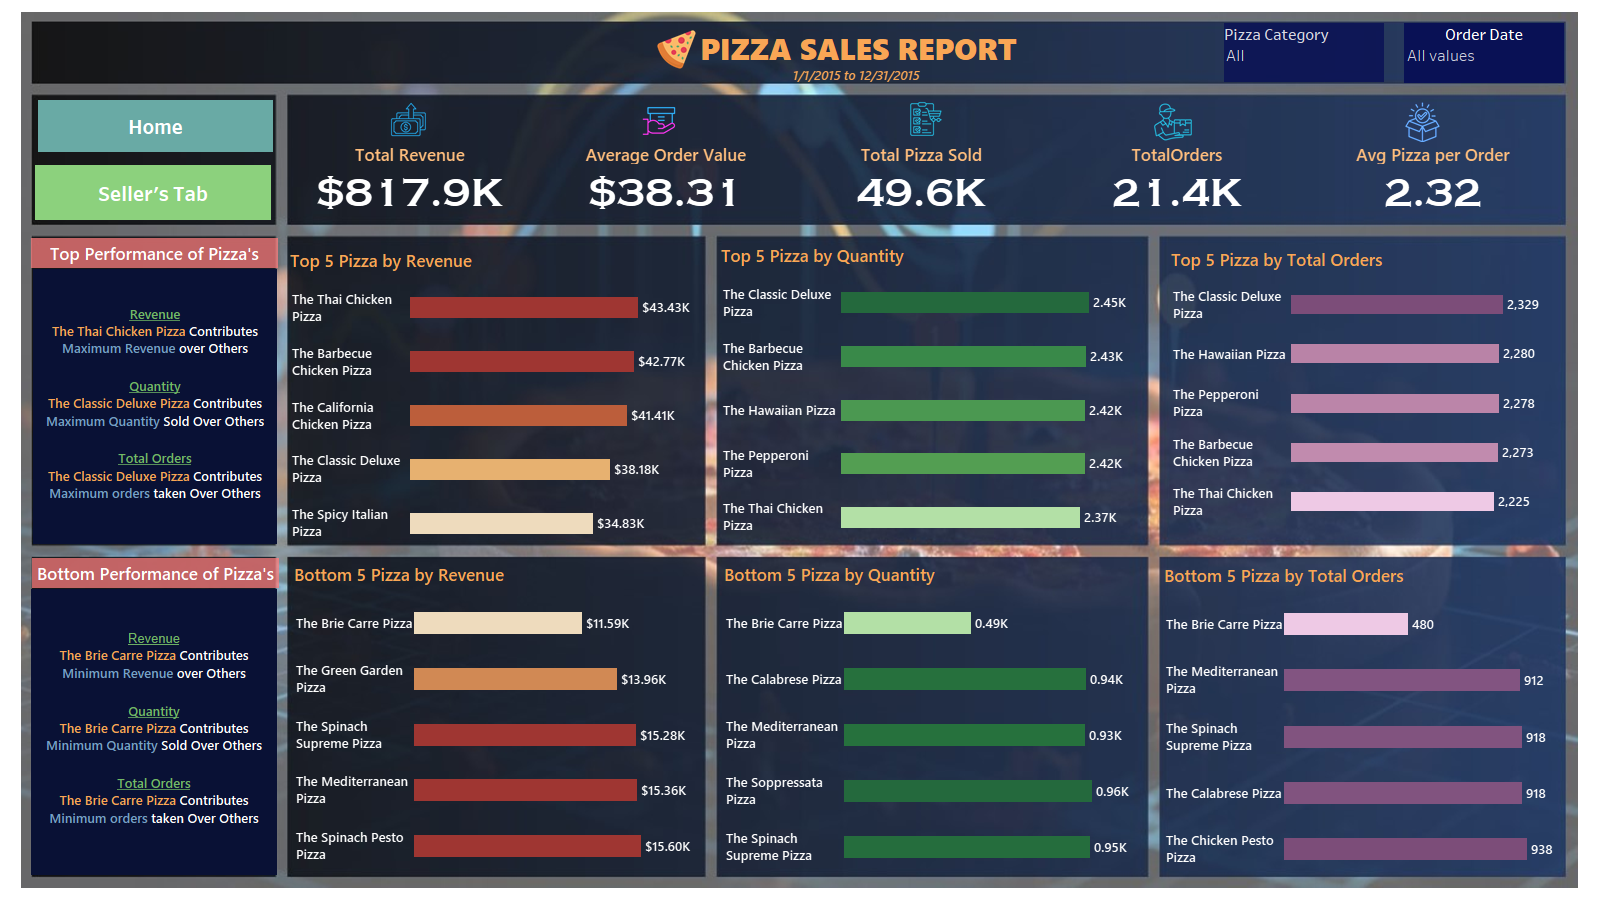 PIZZA SALES REPORT
1/1/2015 to 12/31/2015
Pizza Category
All
Order Date
All values
Home
Seller's Tab
Total Revenue
$817.9K
Average Order Value
$38.31
Total Pizza Sold
49.6K
TotalOrders
21.4K
Avg Pizza per Order
2.32
Top Performance of Pizza's
Revenue
The Thai Chicken Pizza Contributes
Maximum Revenue over Others
Quantity
The Classic Deluxe Pizza Contributes
Maximum Quantity Sold Over Others
Total Orders
The Classic Deluxe Pizza Contributes
Maximum orders taken Over Others
Top 5 Pizza by Revenue
The Thai Chicken
Pizza
$43.43K
The Barbecue
Chicken Pizza
$42.77K
The California
Chicken Pizza
$41.41K
The Classic Deluxe
Pizza
$38.18K
The Spicy Italian
Pizza
$34.83K
Top 5 Pizza by Quantity
The Classic Deluxe
Pizza
2.45K
The Barbecue
Chicken Pizza
2.43K
The Hawaiian Pizza
2.42K
The Pepperoni
Pizza
2.42K
The Thai Chicken
Pizza
2.37K
Top 5 Pizza by Total Orders
The Classic Deluxe
Pizza
2,329
The Hawaiian Pizza
2,280
The Pepperoni
Pizza
2,278
The Barbecue
Chicken Pizza
2,273
The Thai Chicken
Pizza
2,225
Bottom Performance of Pizza's
Revenue
The Brie Carre Pizza Contributes
Minimum Revenue over Others
Quantity
The Brie Carre Pizza Contributes
Minimum Quantity Sold Over Others
Total Orders
The Brie Carre Pizza Contributes
Minimum orders taken Over Others
Bottom 5 Pizza by Revenue
The Brie Carre Pizza
$11.59K
The Green Garden
Pizza
$13.96K
The Spinach
Supreme Pizza
$15.28K
The Mediterranean
Pizza
$15.36K
The Spinach Pesto
Pizza
$15.60K
Bottom 5 Pizza by Quantity
The Brie Carre Pizza
0.49K
The Calabrese Pizza
0.94K
The Mediterranean
Pizza
0.93K
The Soppressata
Pizza
0.96K
The Spinach
Supreme Pizza
0.95K
Bottom 5 Pizza by Total Orders
The Brie Carre Pizza
480
The Mediterranean
Pizza
912
The Spinach
Supreme Pizza
918
The Calabrese Pizza
918
The Chicken Pesto
Pizza
938